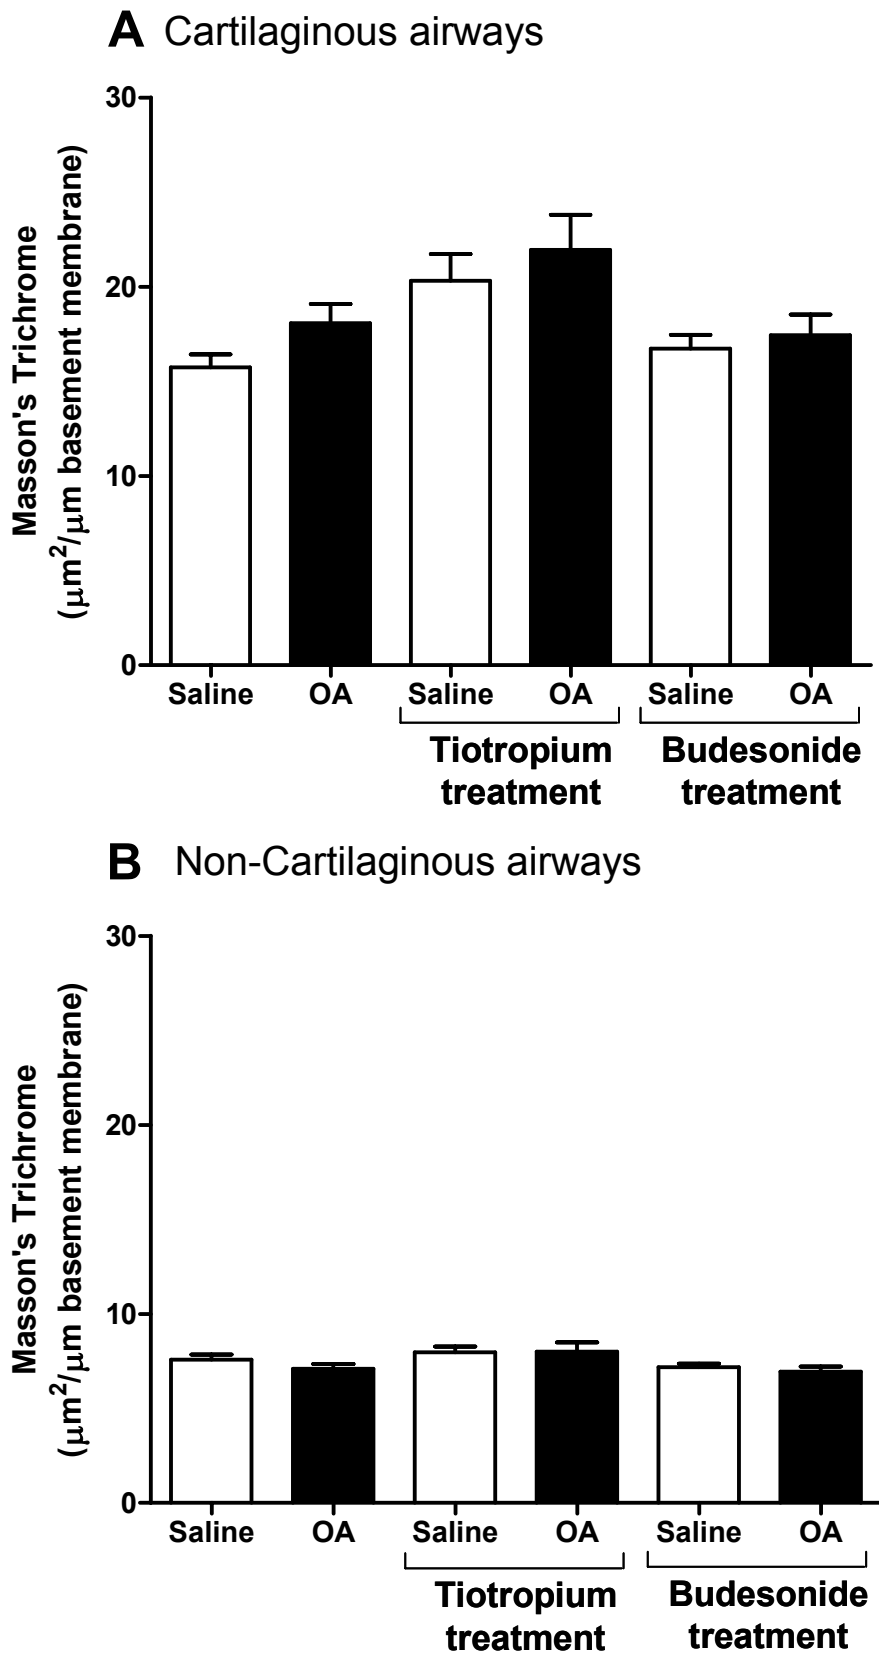 A Cartilaginous airways
Masson's Trichrome
(μm²/μm basement membrane)
30
20
10
0
Saline OA Saline OA Saline OA
Tiotropium treatment
Budesonide treatment
B Non-Cartilaginous airways
Masson's Trichrome
(μm²/μm basement membrane)
30
20
10
0
Saline OA Saline OA Saline OA
Tiotropium treatment
Budesonide treatment